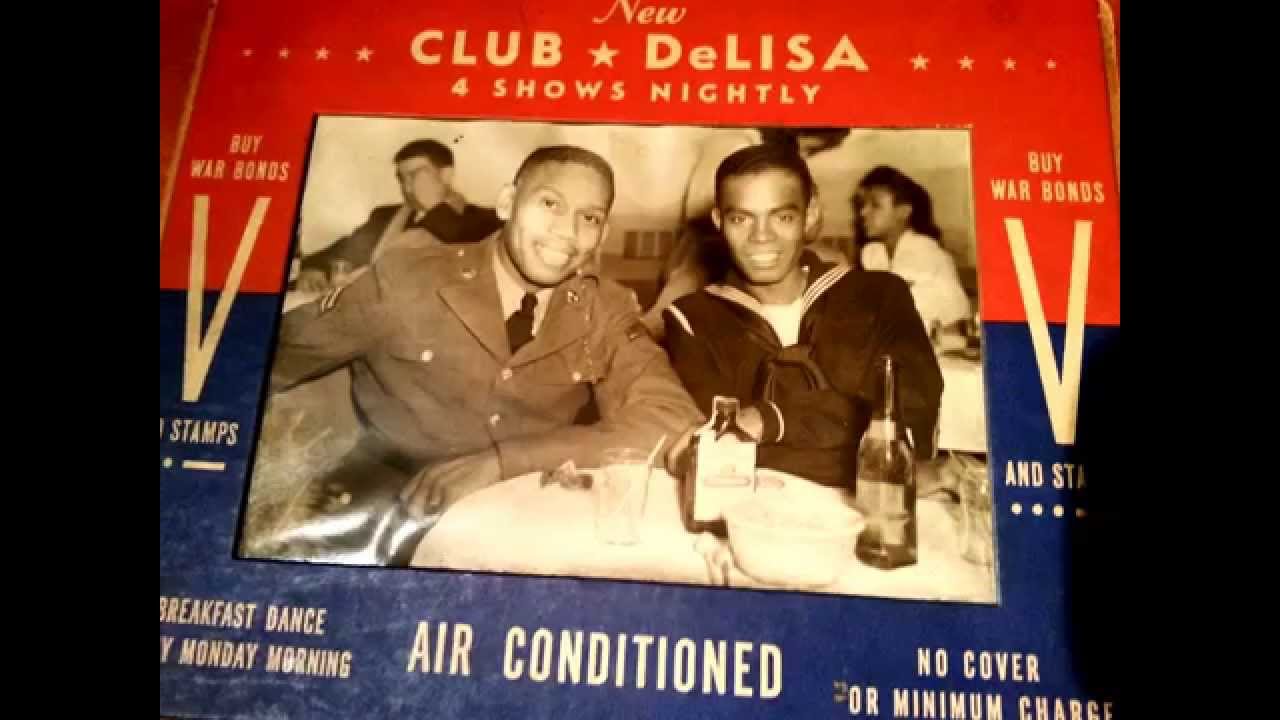 New
CLUB ★ DeLISA
4 SHOWS NIGHTLY
BUY
WAR BONDS
V
STAMPS
BUY
WAR BONDS
V
AND STA
BREAKFAST DANCE
Y MONDAY MORNING
AIR CONDITIONED
NO COVER
OR MINIMUM CHARGE